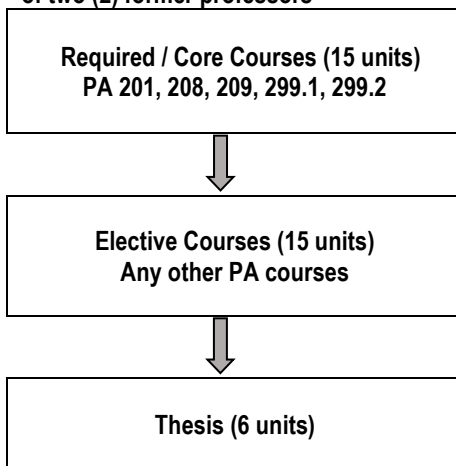 of two (2) former professors
Required / Core Courses (15 units)
PA 201, 208, 209, 299.1, 299.2
Elective Courses (15 units)
Any other PA courses
Thesis (6 units)